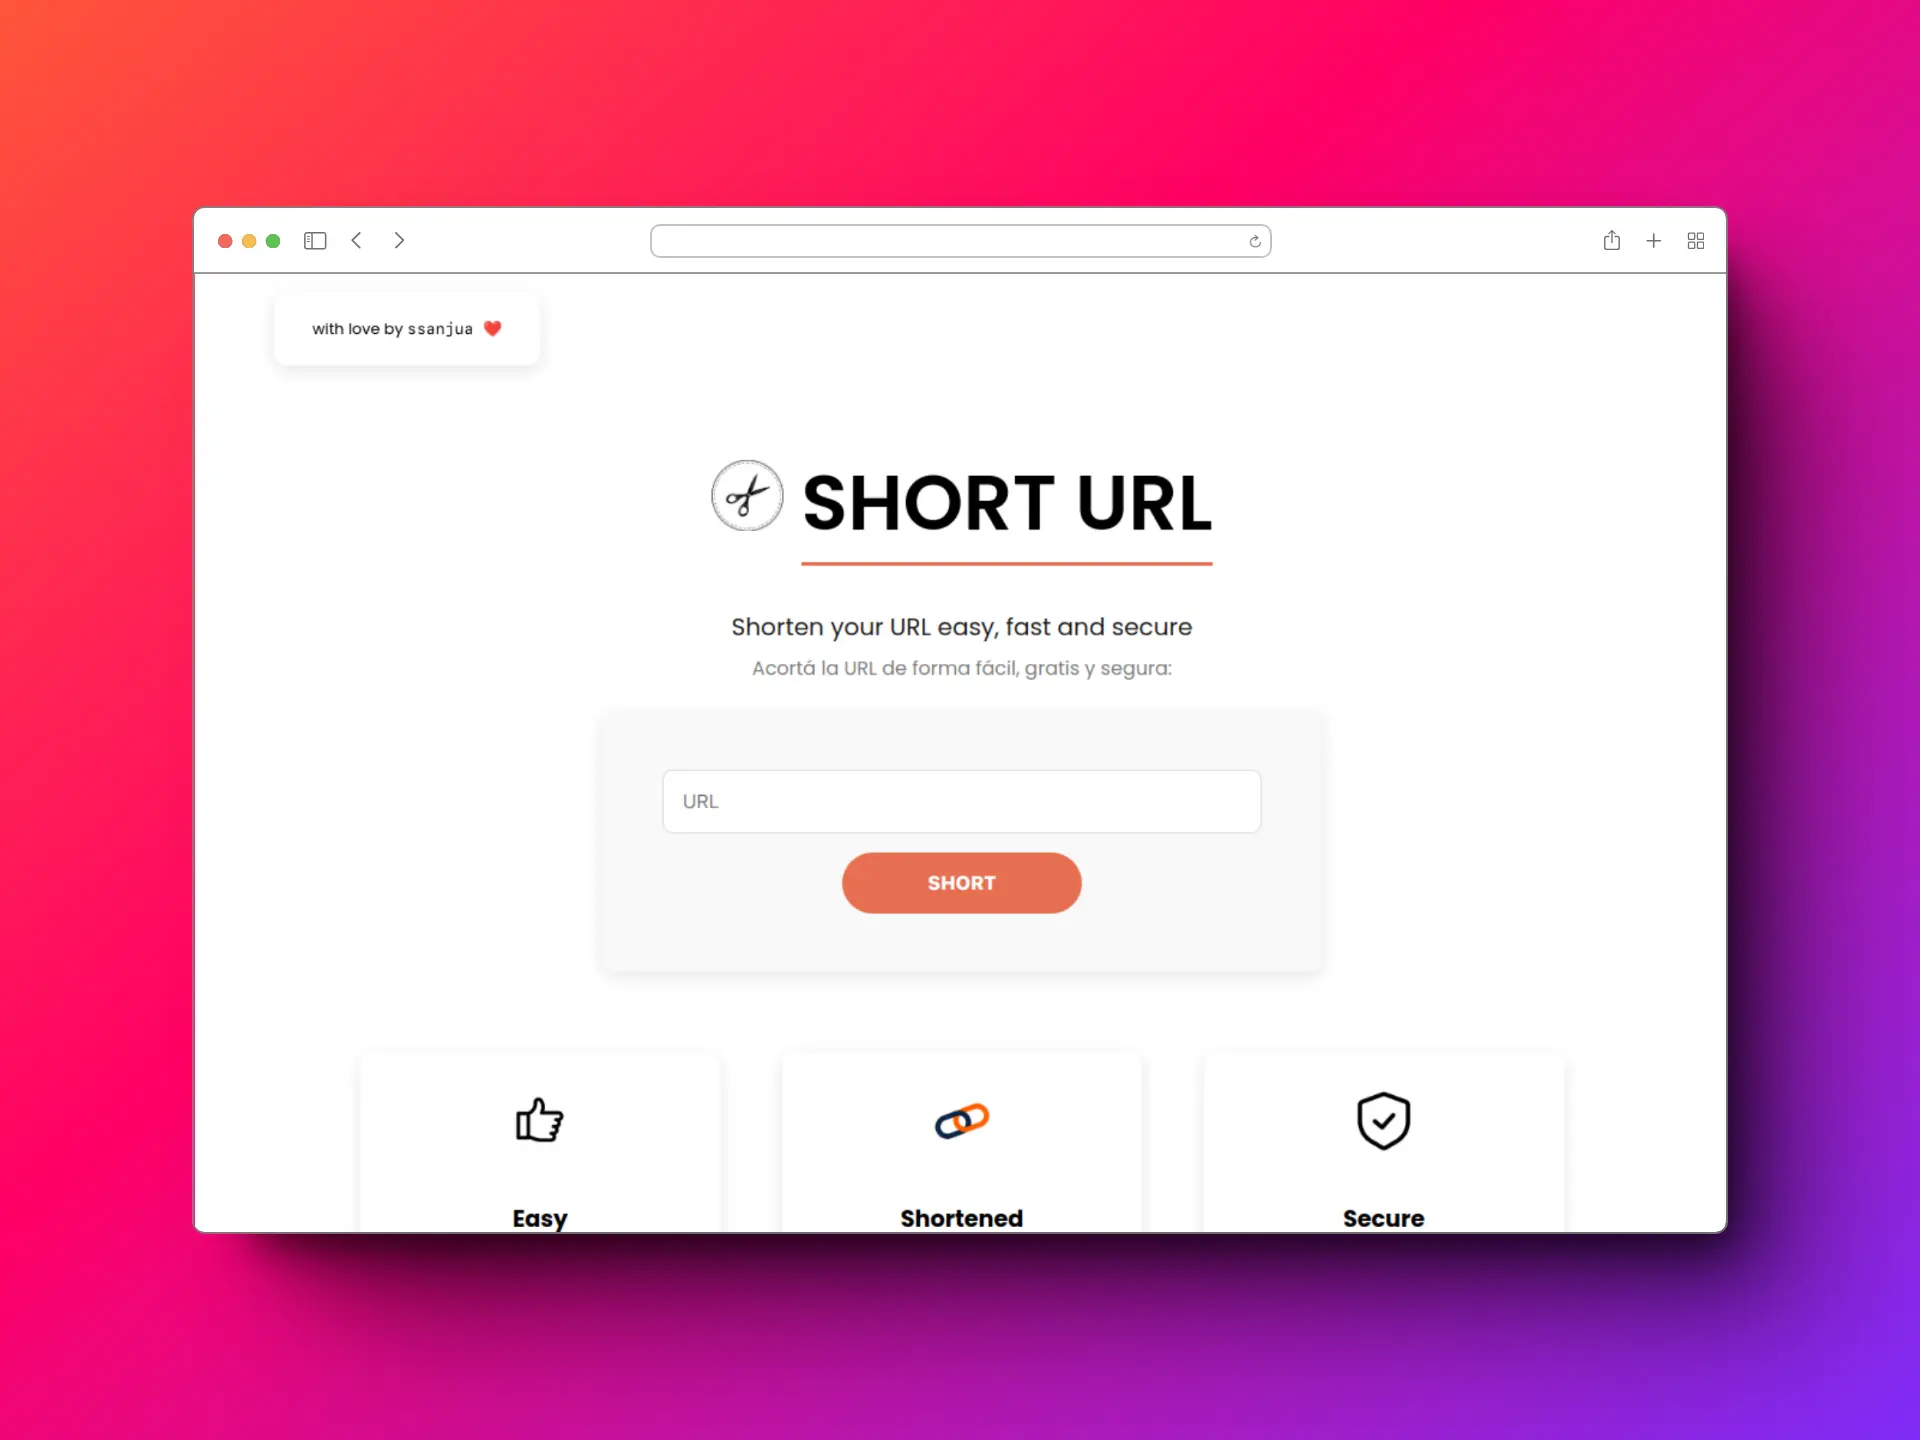 with love by ssanjua ❤️
SHORT URL
Shorten your URL easy, fast and secure
Acortá la URL de forma fácil, gratis y segura:
URL
SHORT
Easy
Shortened
Secure